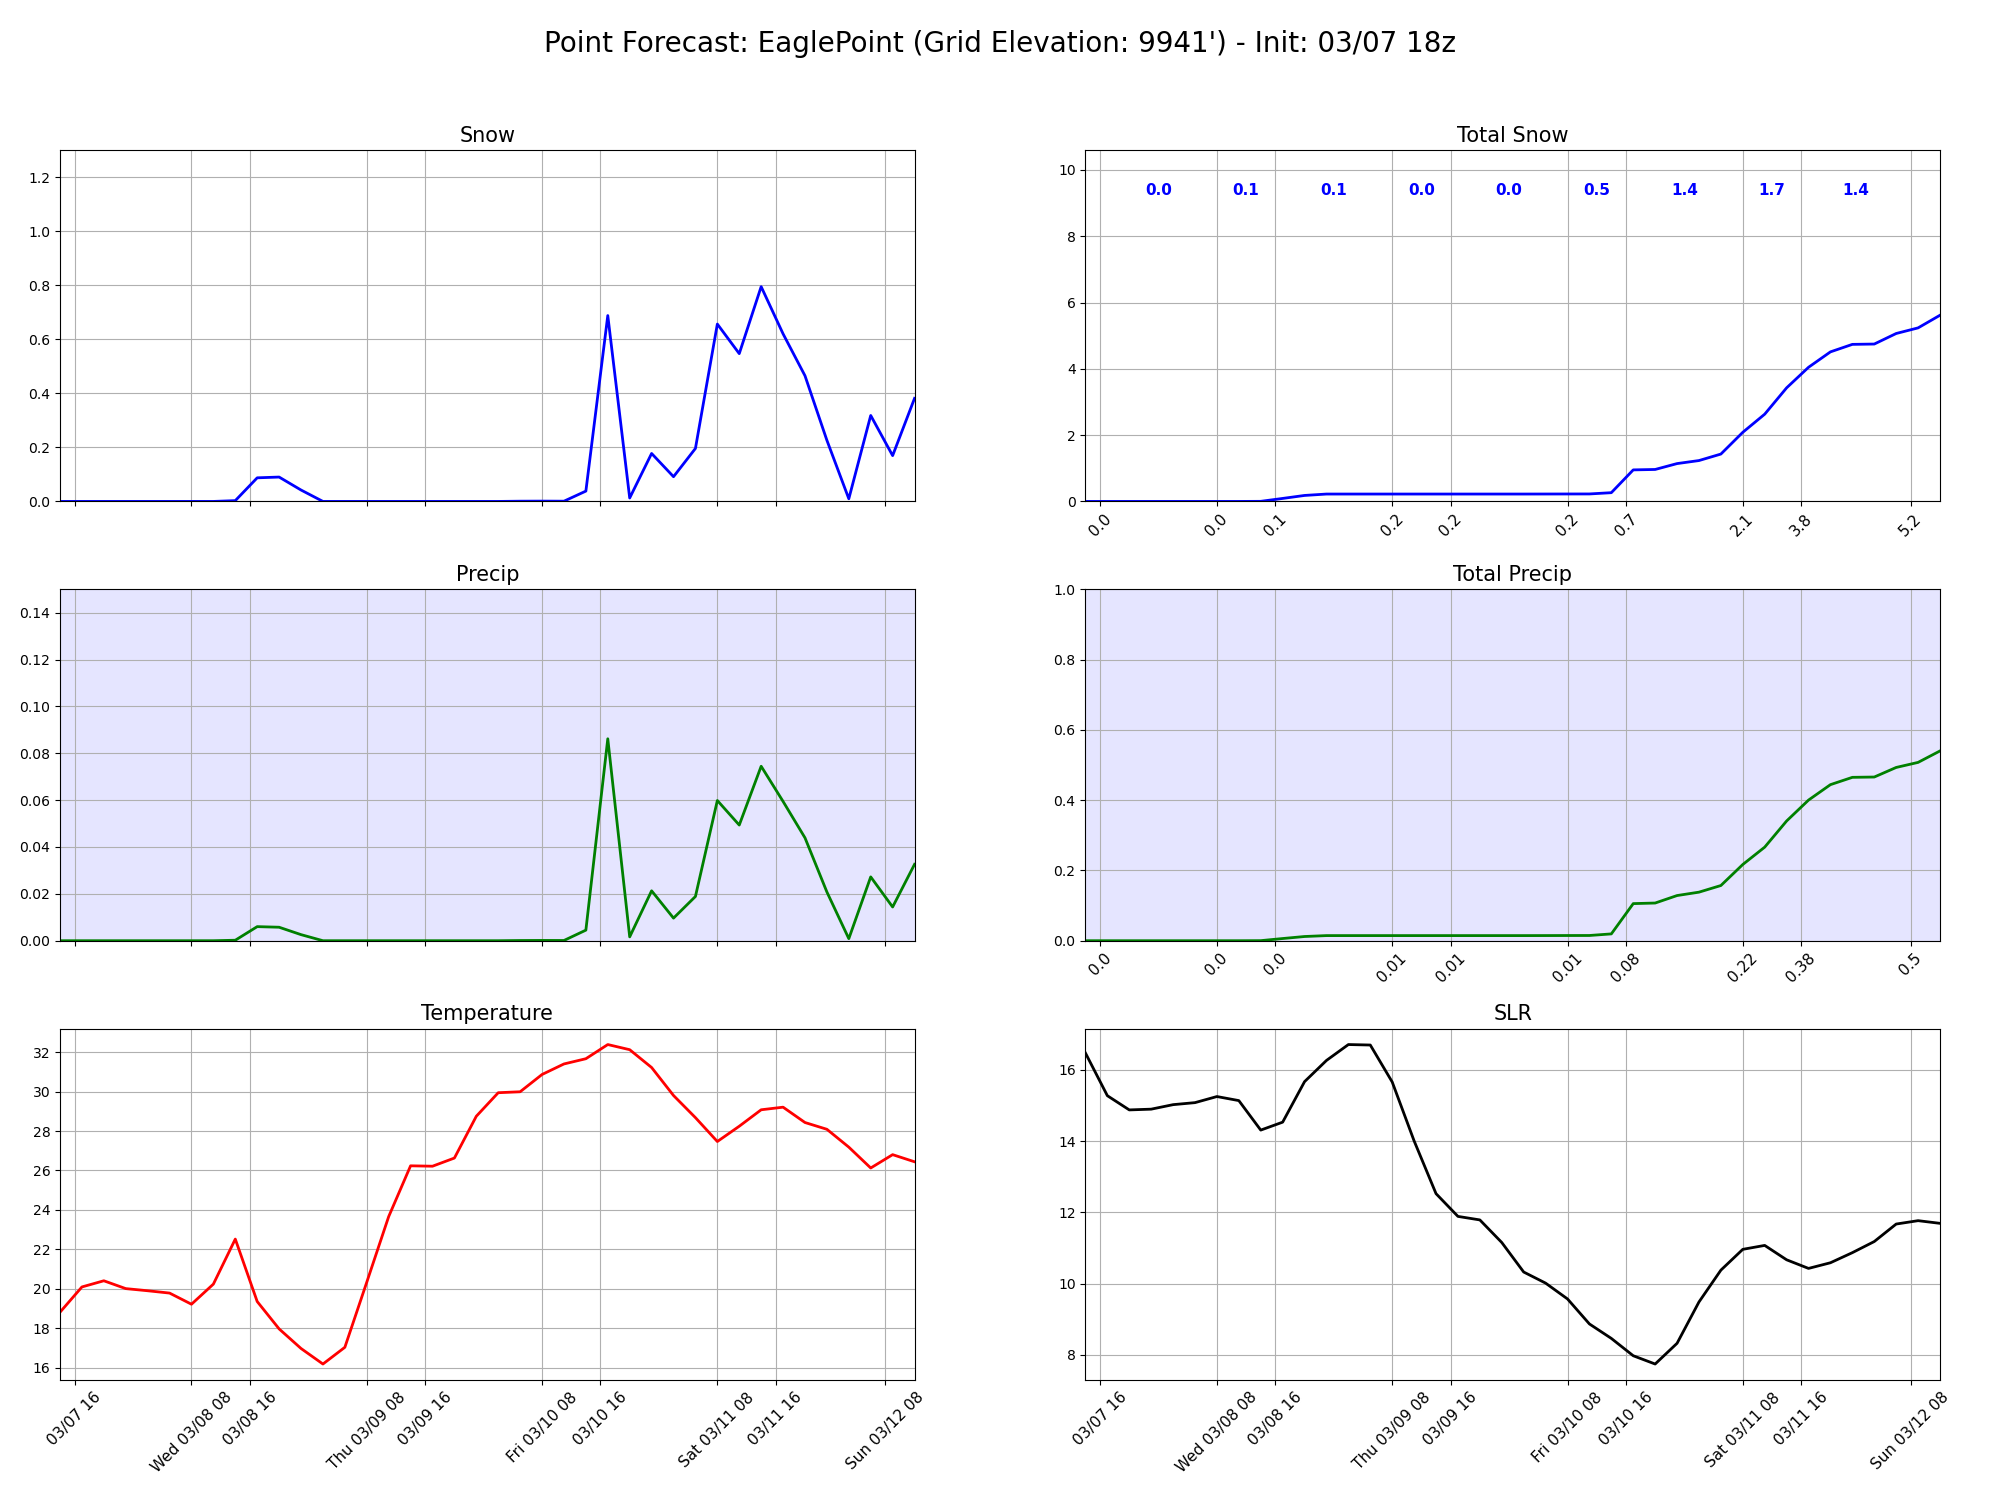 Point Forecast: EaglePoint (Grid Elevation: 9941') - Init: 03/07 18z
Snow
1.2
1.0
0.8
0.6
0.4
0.2
0.0
Total Snow
10
8
6
4
2
0
0.0 0.1 0.1 0.0 0.0 0.5 1.4 1.7 1.4
0.0 0.0 0.1 0.2 0.2 0.2 0.7 2.1 3.8 5.2
Precip
0.14
0.12
0.10
0.08
0.06
0.04
0.02
0.00
Total Precip
1.0
0.8
0.6
0.4
0.2
0.0
0.0 0.0 0.0 0.01 0.01 0.01 0.08 0.22 0.38 0.5
Temperature
32
30
28
26
24
22
20
18
16
03/07 16
Wed 03/08 08
03/08 16
Thu 03/09 08
03/09 16
Fri 03/10 08
03/10 16
Sat 03/11 08
03/11 16
Sun 03/12 08
SLR
16
14
12
10
8
03/07 16
Wed 03/08 08
03/08 16
Thu 03/09 08
03/09 16
Fri 03/10 08
03/10 16
Sat 03/11 08
03/11 16
Sun 03/12 08